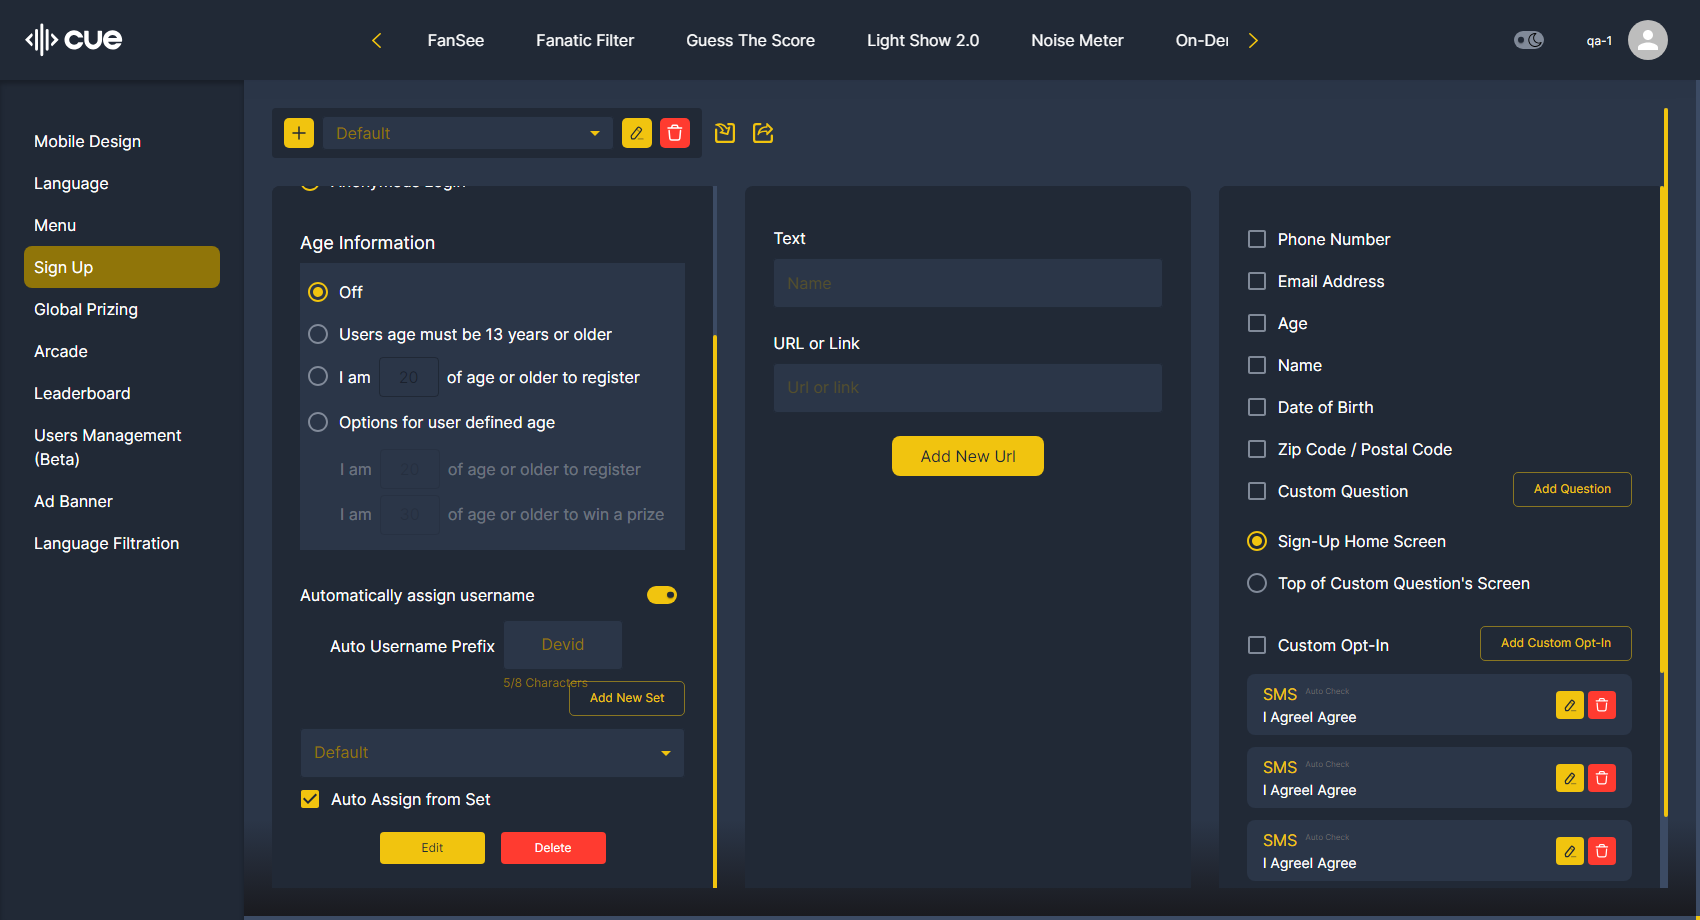 cue
FanSee
Fanatic Filter
Guess The Score
Light Show 2.0
Noise Meter
On-De
qa-1
Mobile Design
Language
Menu
Sign Up
Global Prizing
Arcade
Leaderboard
Users Management
(Beta)
Ad Banner
Language Filtration
Default
Anonymous Login
Age Information
Off
Users age must be 13 years or older
I am 20 of age or older to register
Options for user defined age
I am 20 of age or older to register
I am 30 of age or older to win a prize
Automatically assign username
Auto Username Prefix Devid
5/8 Characters
Add New Set
Default
Auto Assign from Set
Edit Delete
Text
Name
URL or Link
Url or link
Add New Url
Phone Number
Email Address
Age
Name
Date of Birth
Zip Code / Postal Code
Custom Question Add Question
Sign-Up Home Screen
Top of Custom Question's Screen
Custom Opt-In Add Custom Opt-In
SMS Auto Check
I AgreeI Agree
SMS Auto Check
I AgreeI Agree
SMS Auto Check
I AgreeI Agree